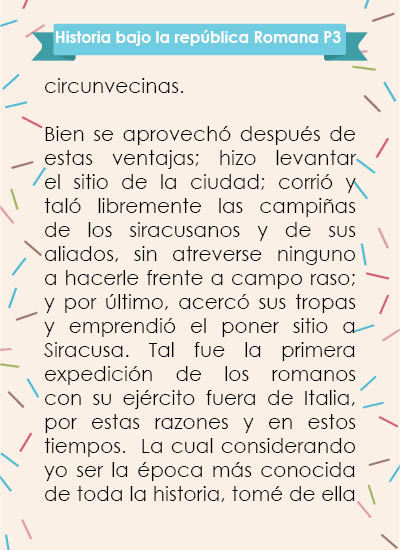 Historia bajo la república Romana P3
circunvecinas.
Bien se aprovechó después de
estas ventajas; hizo levantar
el sitio de la ciudad; corrió y
taló libremente las campiñas
de los siracusanos y de sus
aliados, sin atreverse ninguno
a hacerle frente a campo raso;
y por último, acercó sus tropas
y emprendió el poner sitio a
Siracusa. Tal fue la primera
expedición de los romanos
con su ejército fuera de Italia,
por estas razones y en estos
tiempos. La cual considerando
yo ser la época más conocida
de toda la historia, tomé de ella